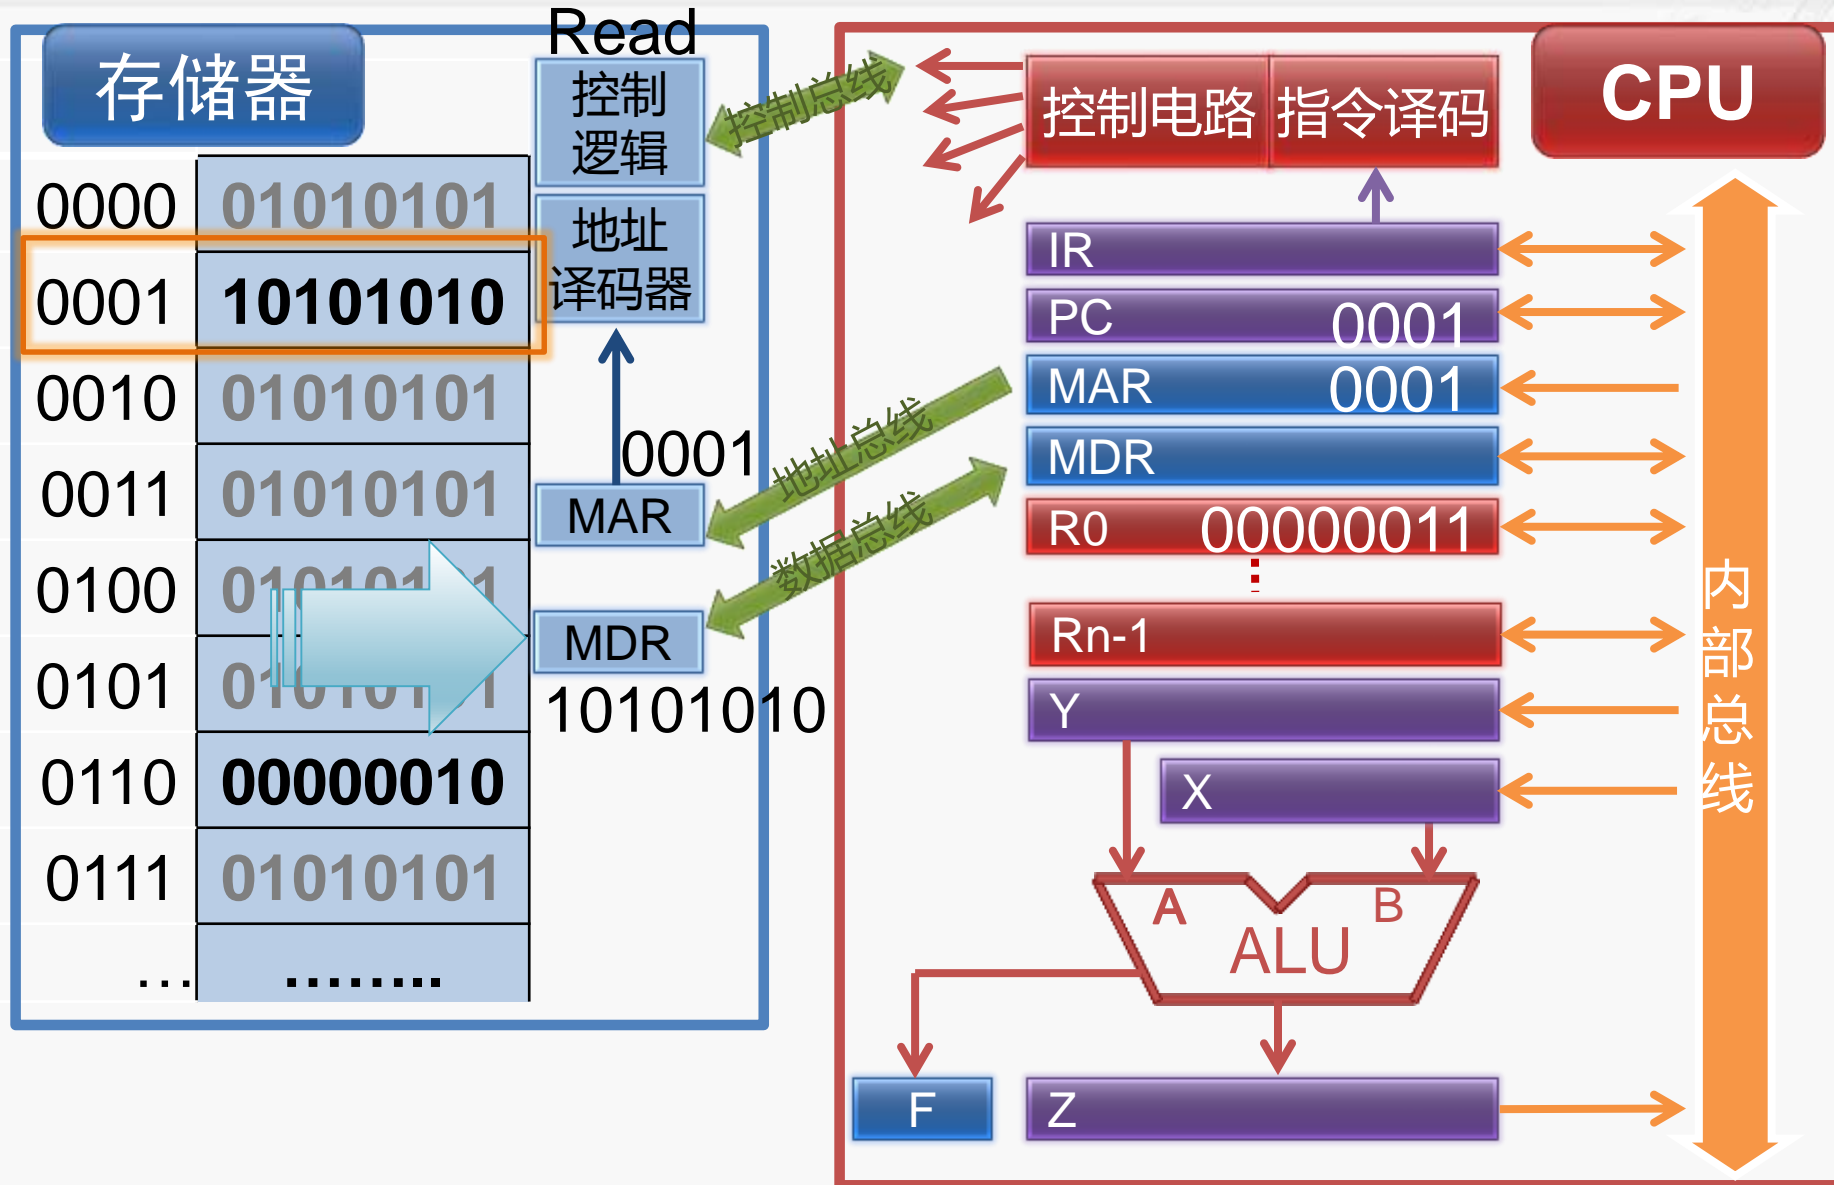 Read
存储器
控制
逻辑
控制总线
控制电路
指令译码
CPU
0000 01010101
地址
译码器
0001 10101010
0010 01010101
0011 01010101
0100 01010101
0101 01010101
0110 00000010
0111 01010101
… ........
0001
MAR
MDR
10101010
地址总线
数据总线
IR
PC 0001
MAR 0001
MDR
R0 00000011
Rn-1
Y
X
A B
ALU
F
Z
内
部
总
线